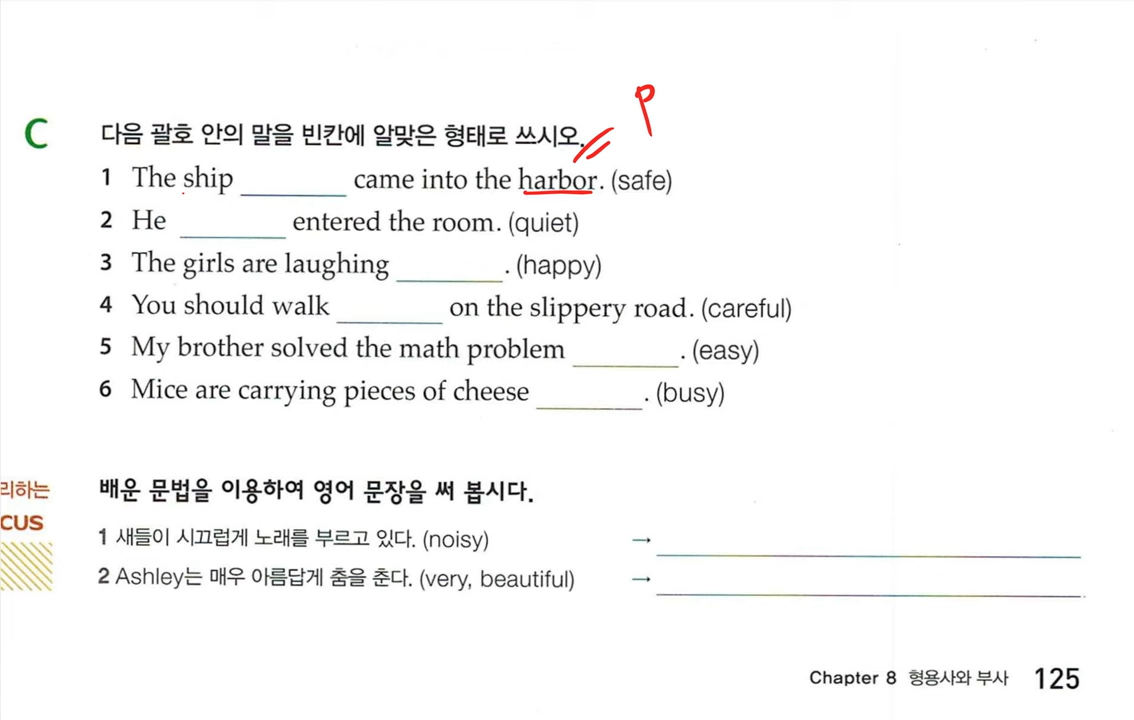 P
C 다음 괄호 안의 말을 빈칸에 알맞은 형태로 쓰시오.
1 The ship ________ came into the harbor. (safe)
2 He ________ entered the room. (quiet)
3 The girls are laughing ________. (happy)
4 You should walk ________ on the slippery road. (careful)
5 My brother solved the math problem ________. (easy)
6 Mice are carrying pieces of cheese ________. (busy)
리하는 배운 문법을 이용하여 영어 문장을 써 봅시다.
CUS
1 새들이 시끄럽게 노래를 부르고 있다. (noisy) → ________
2 Ashley는 매우 아름답게 춤을 춘다. (very, beautiful) → ________
Chapter 8 형용사와 부사 125